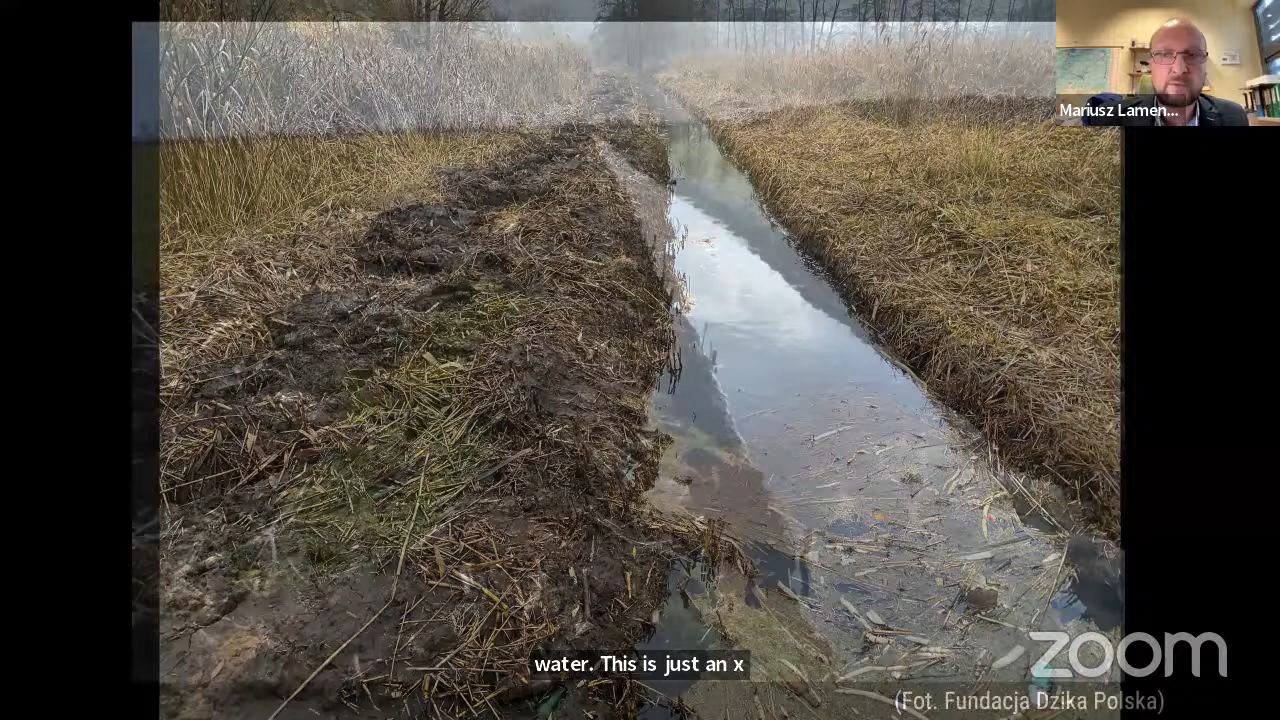 Mariusz Lamen...
water. This is just an x
zoom
(Fot. Fundacja Dzika Polska)